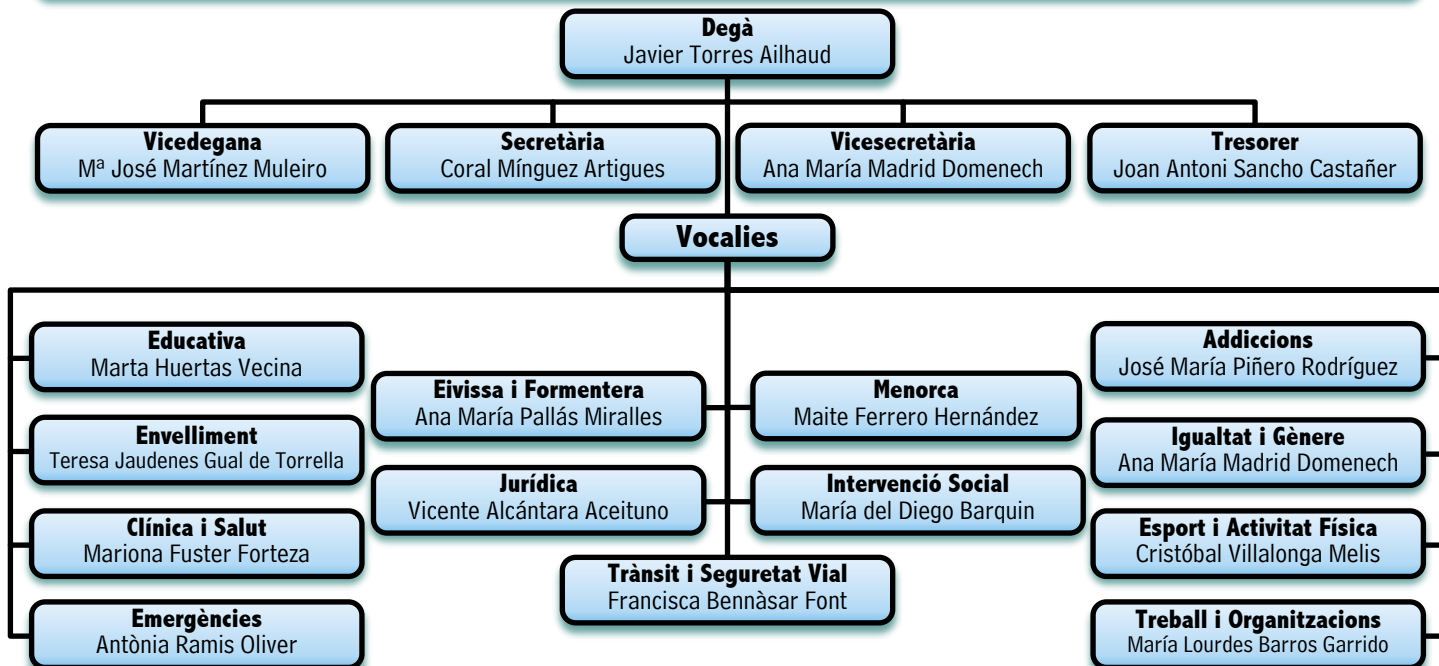 Degà
Javier Torres Ailhaud
Vicedegana
Mª José Martínez Muleiro
Secretària
Coral Mínguez Artigues
Vicesecretària
Ana María Madrid Domenech
Tresorer
Joan Antoni Sancho Castañer
Vocalies
Educativa
Marta Huertas Vecina
Envelliment
Teresa Jaudenes Gual de Torrella
Clínica i Salut
Mariona Fuster Forteza
Emergències
Antònia Ramis Oliver
Eivissa i Formentera
Ana María Pallás Miralles
Jurídica
Vicente Alcántara Aceituno
Menorca
Maite Ferrero Hernández
Intervenció Social
María del Diego Barquin
Trànsit i Seguretat Vial
Francisca Bennàsar Font
Addiccions
José María Piñero Rodríguez
Igualtat i Gènere
Ana María Madrid Domenech
Esport i Activitat Física
Cristóbal Villalonga Melis
Treball i Organitzacions
María Lourdes Barros Garrido